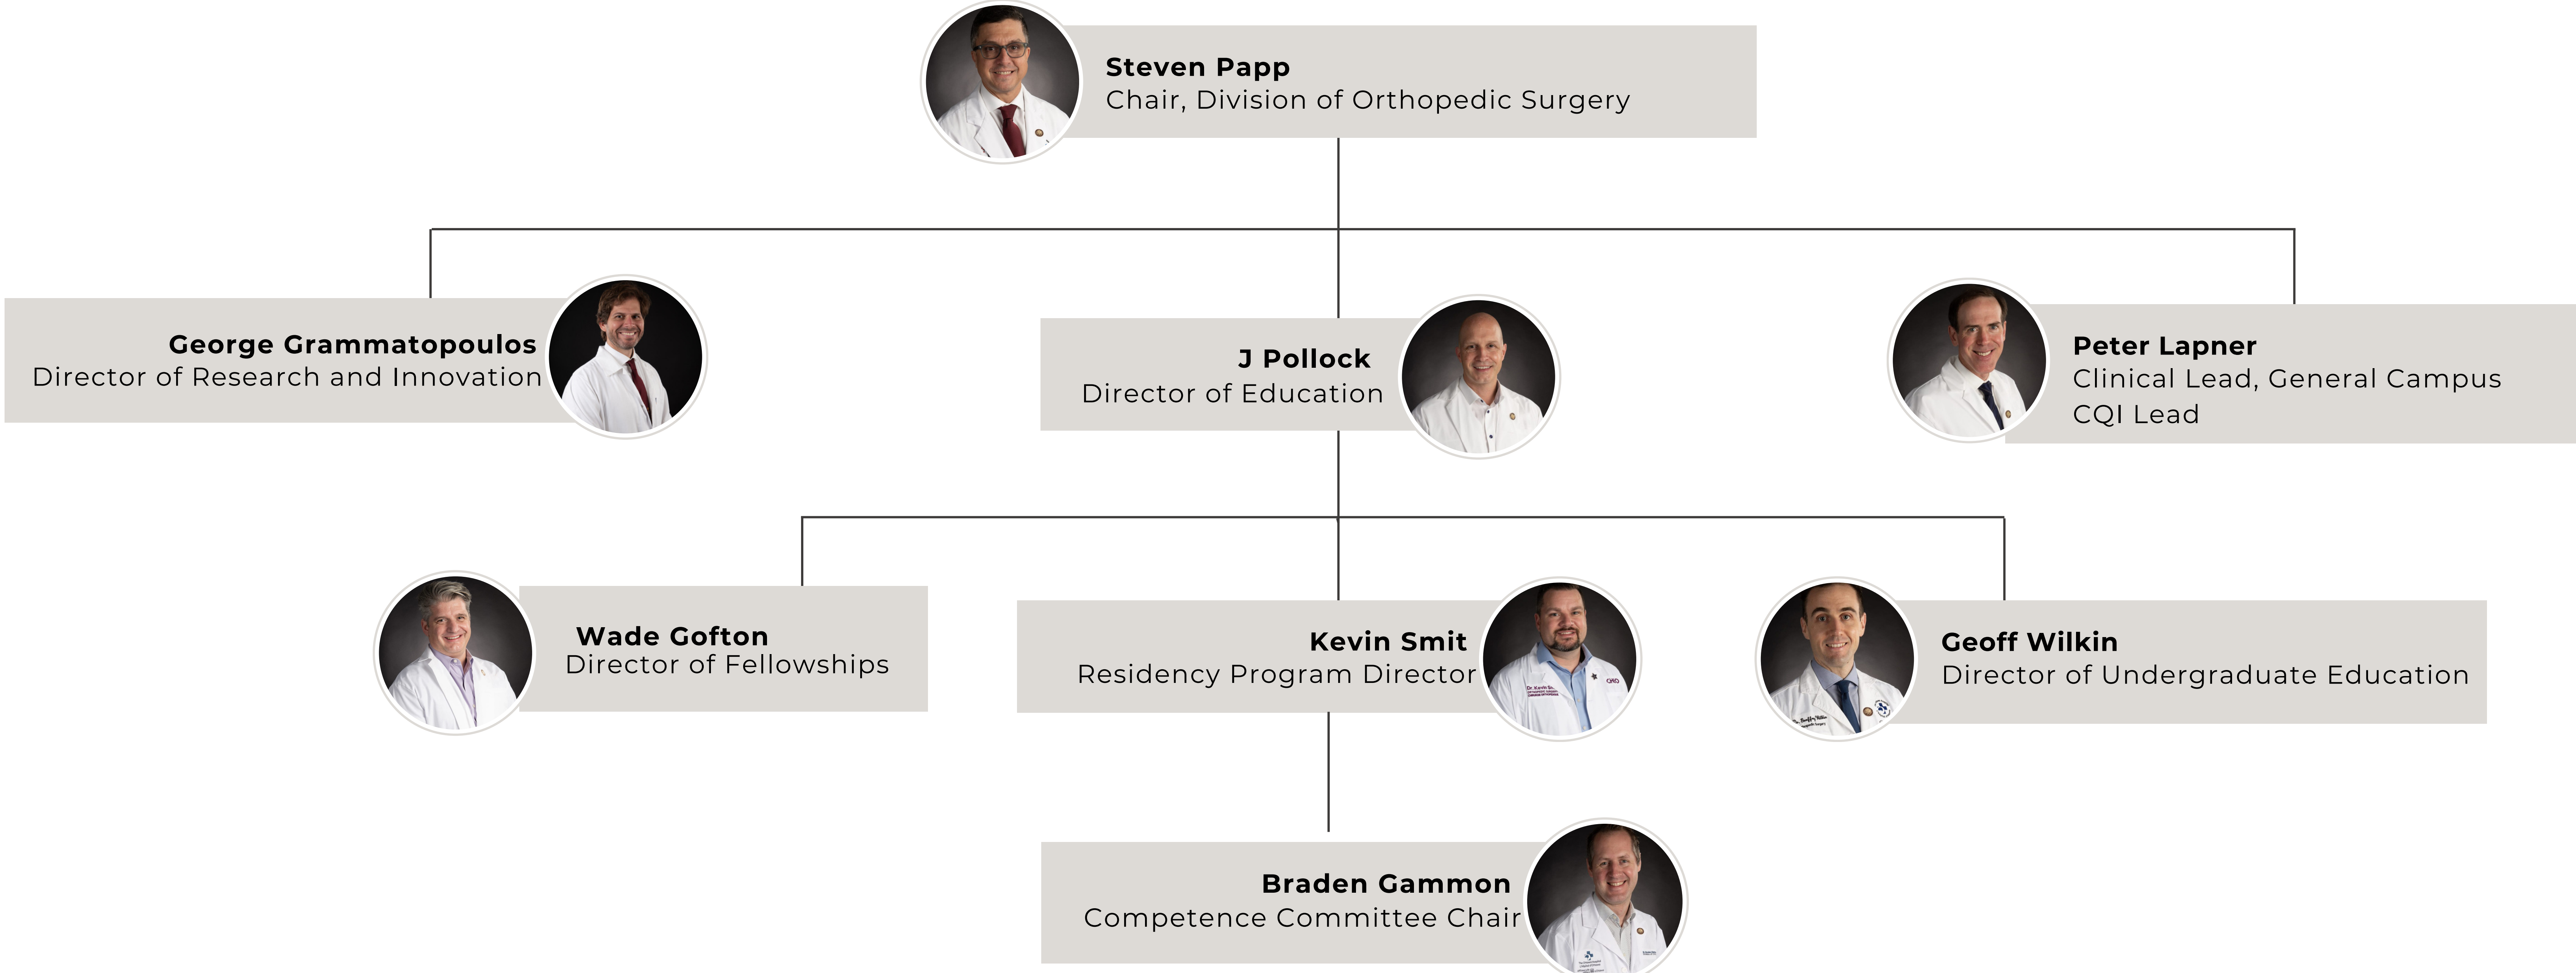 Steven Papp
Chair, Division of Orthopedic Surgery
George Grammatopoulos
Director of Research and Innovation
J Pollock
Director of Education
Peter Lapner
Clinical Lead, General Campus
CQI Lead
Wade Gofton
Director of Fellowships
Kevin Smit
Residency Program Director
Geoff Wilkin
Director of Undergraduate Education
Braden Gammon
Competence Committee Chair